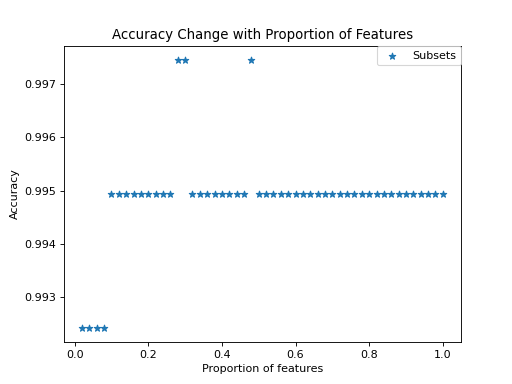 Accuracy Change with Proportion of Features
Subsets
0.997
0.996
0.995
0.994
0.993
Accuracy
0.0 0.2 0.4 0.6 0.8 1.0
Proportion of features